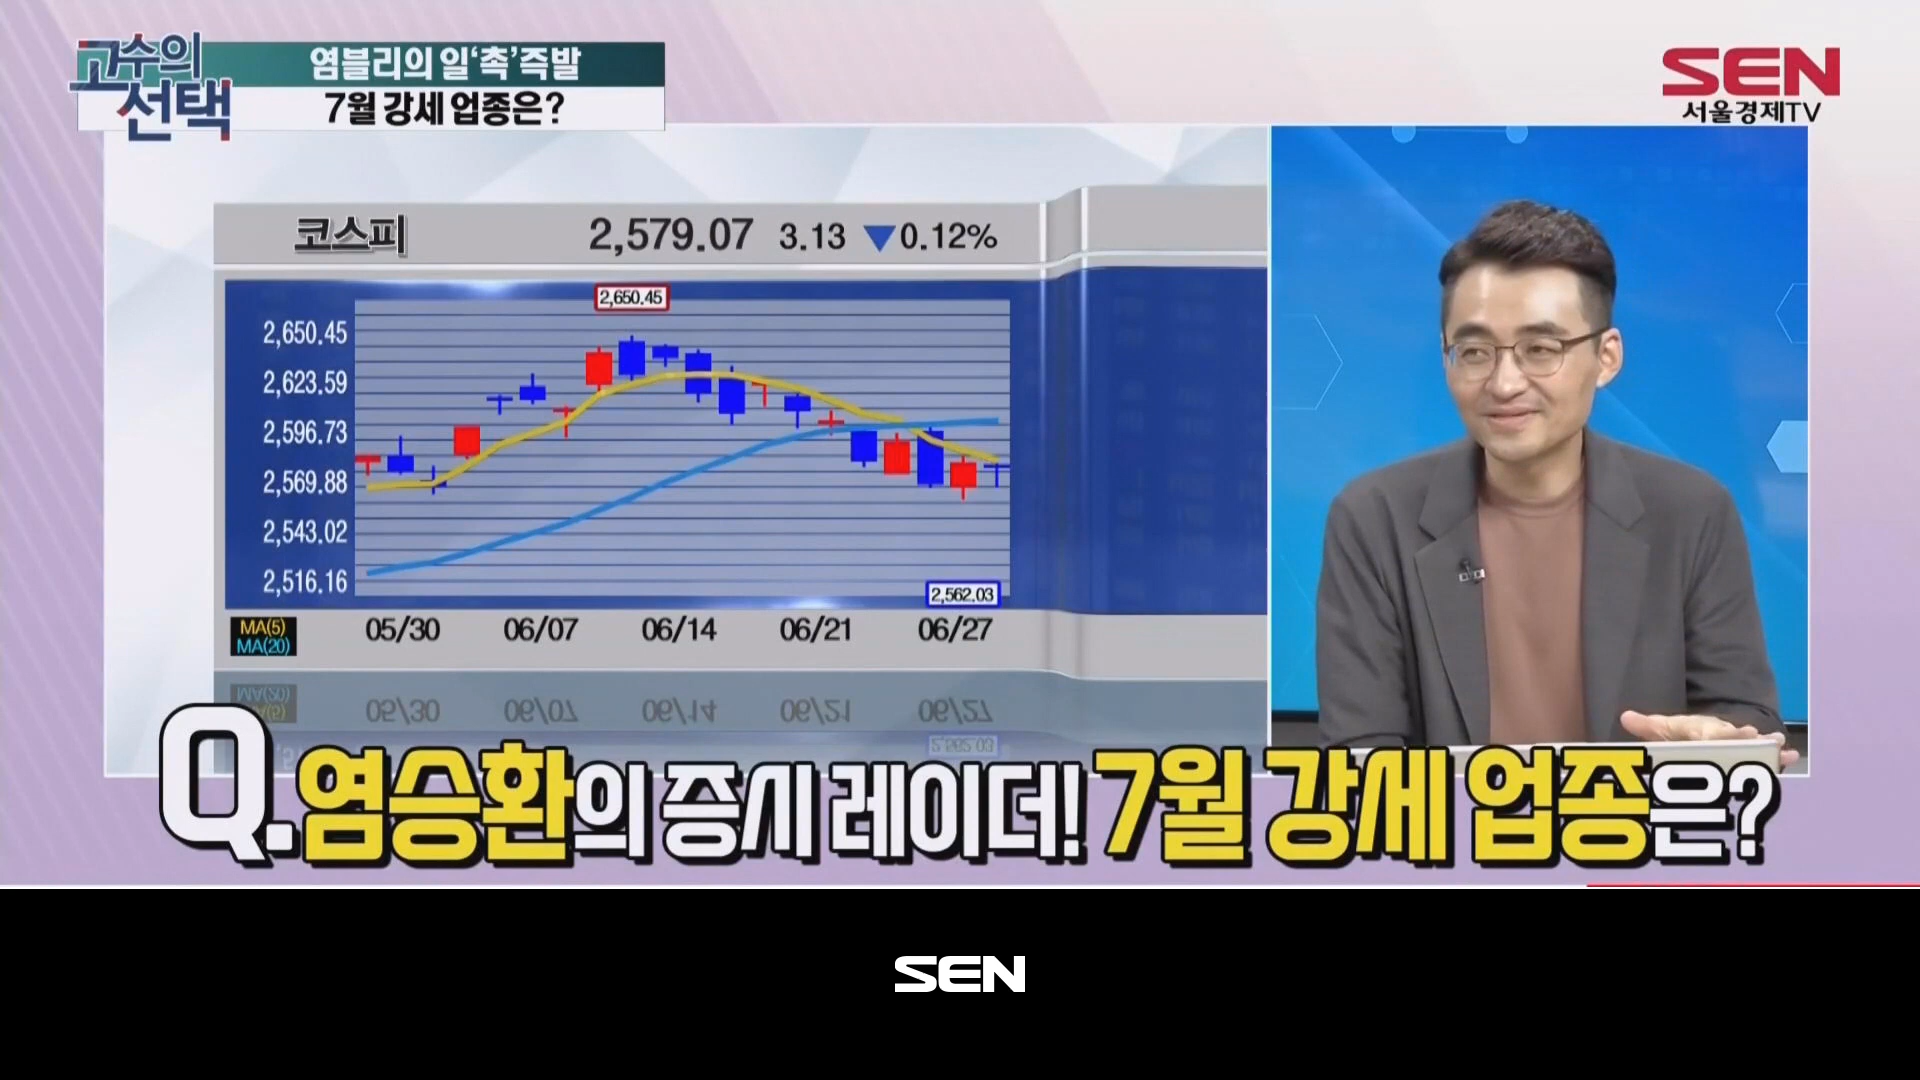 고수의
선택
염블리의 일‘촉’즉발
7월 강세 업종은?
SEN
서울경제TV
코스피 2,579.07 3.13 ▼0.12%
2,650.45
2,650.45
2,623.59
2,596.73
2,569.88
2,543.02
2,516.16
2,562.03
MA(5)
MA(20)
05/30 06/07 06/14 06/21 06/27
Q.염승환의 증시 레이더! 7월 강세 업종은?
SEN